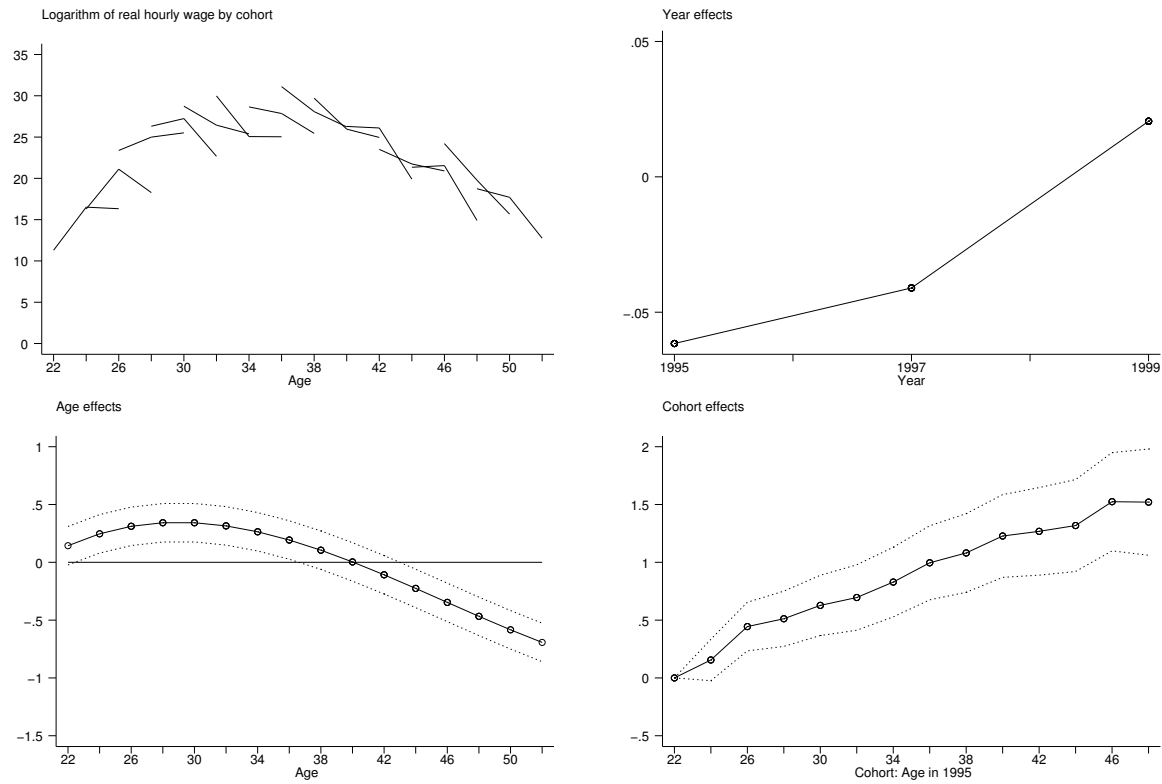 Logarithm of real hourly wage by cohort
35
30
25
20
15
10
5
0
22 26 30 34 38 42 46 50
Age
Year effects
.05
0
−.05
1995 1997 1999
Year
Age effects
1
.5
0
−.5
−1
−1.5
22 26 30 34 38 42 46 50
Age
Cohort effects
2
1.5
1
.5
0
−.5
22 26 30 34 38 42 46
Cohort: Age in 1995